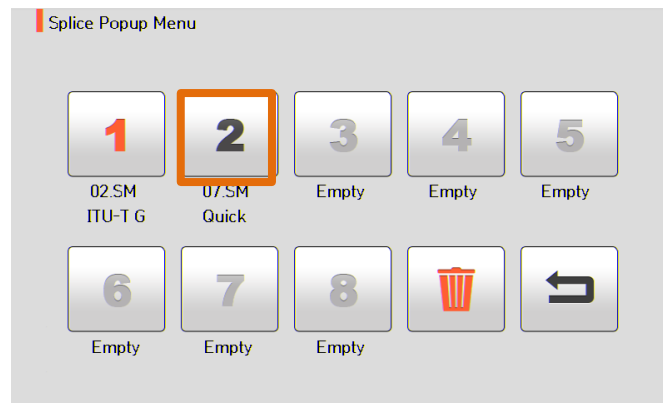 Splice Popup Menu
1 2 3 4 5
02.SM 07.SM Empty Empty Empty
ITU-T G Quick
6 7 8
Empty Empty Empty